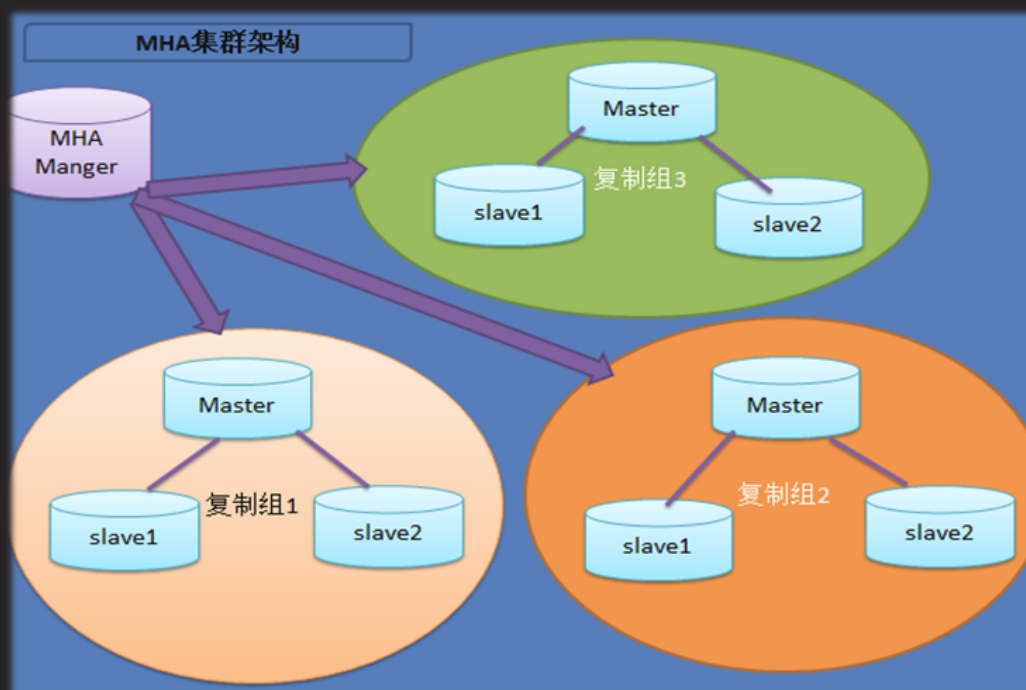 MHA集群架构
MHA
Manger
Master
slave1
复制组3
slave2
Master
slave1
复制组1
slave2
Master
slave1
复制组2
slave2